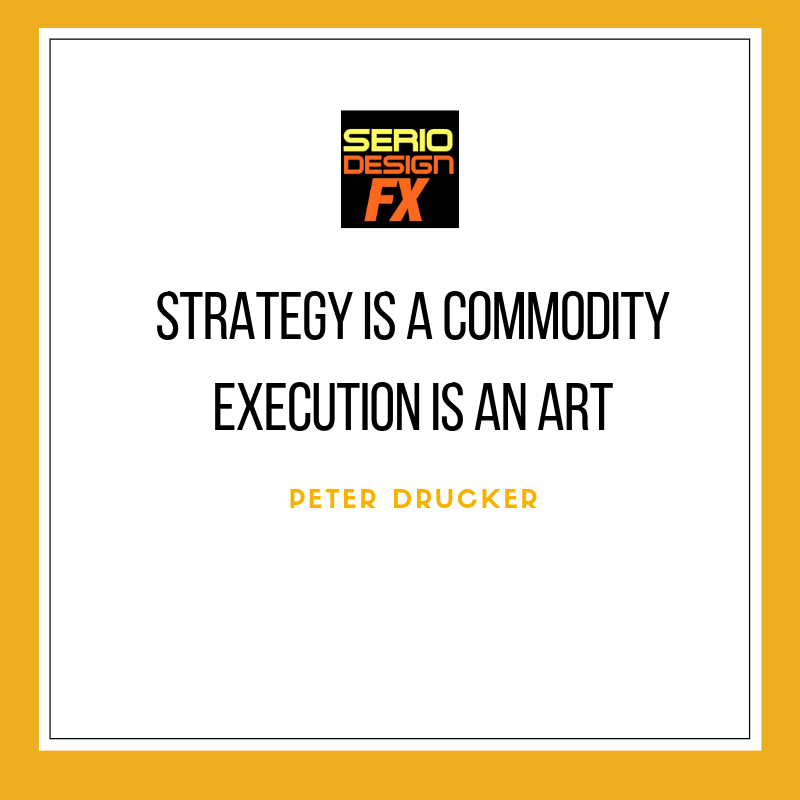 SERIO
DESIGN
FX
STRATEGY IS A COMMODITY
EXECUTION IS AN ART
PETER DRUCKER